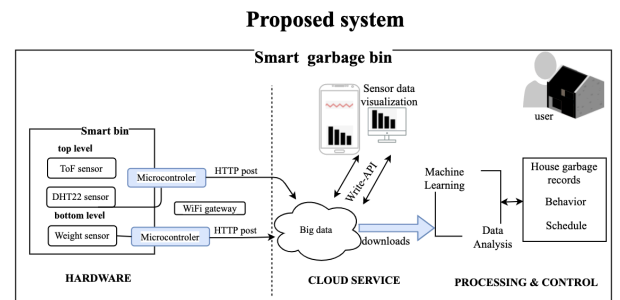 Proposed system
Smart garbage bin
Sensor data
visualization
user
Smart bin
top level
ToF sensor
DHT22 sensor
bottom level
Weight sensor
Microcontroler
HTTP post
WiFi gateway
Microcontroler
HTTP post
Write-API
Big data
downloads
Machine
Learning
Data
Analysis
House garbage
records
Behavior
Schedule
HARDWARE
CLOUD SERVICE
PROCESSING & CONTROL